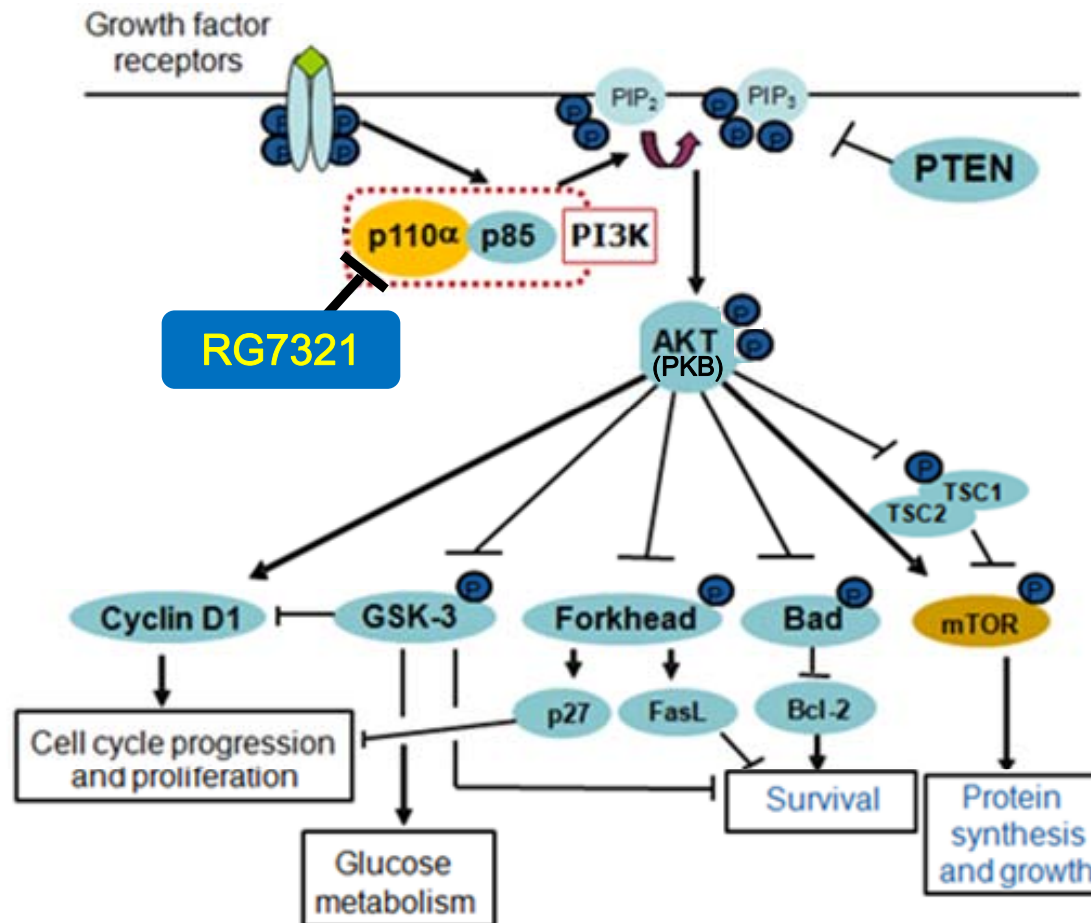 Growth factor
receptors
P
P
P
P
PIP2
P
P
PIP3
P
P
P
PTEN
p110α
p85
PI3K
RG7321
AKT
(PKB)
P
P
P
TSC1
TSC2
Cyclin D1
GSK-3
P
Forkhead
P
Bad
P
mTOR
P
p27
FasL
Bcl-2
Cell cycle progression
and proliferation
Survival
Protein
synthesis
and growth
Glucose
metabolism